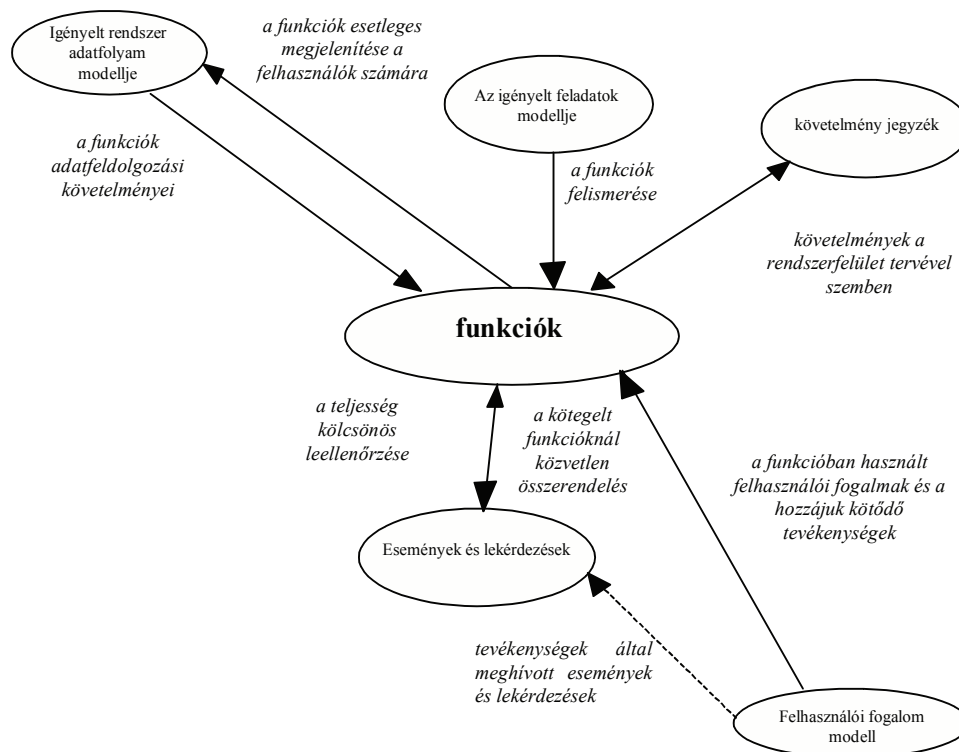 Igényelt rendszer
adatfolyam
modellje
a funkciók esetleges
megjelenítése a
felhasználók számára
Az igényelt feladatok
modellje
követelmény jegyzék
a funkciók
adatfeldolgozási
követelményei
a funkciók
felismerése
követelmények a
rendszerfelület tervével
szemben
funkciók
a teljesség
kölcsönös
leellenőrzése
a kötegelt
funkcióknál
közvetlen
összerendelés
a funkcióban használt
felhasználói fogalmak és a
hozzájuk kötődő
tevékenységek
Események és lekérdezések
tevékenységek által
meghívott események
és lekérdezések
Felhasználói fogalom
modell